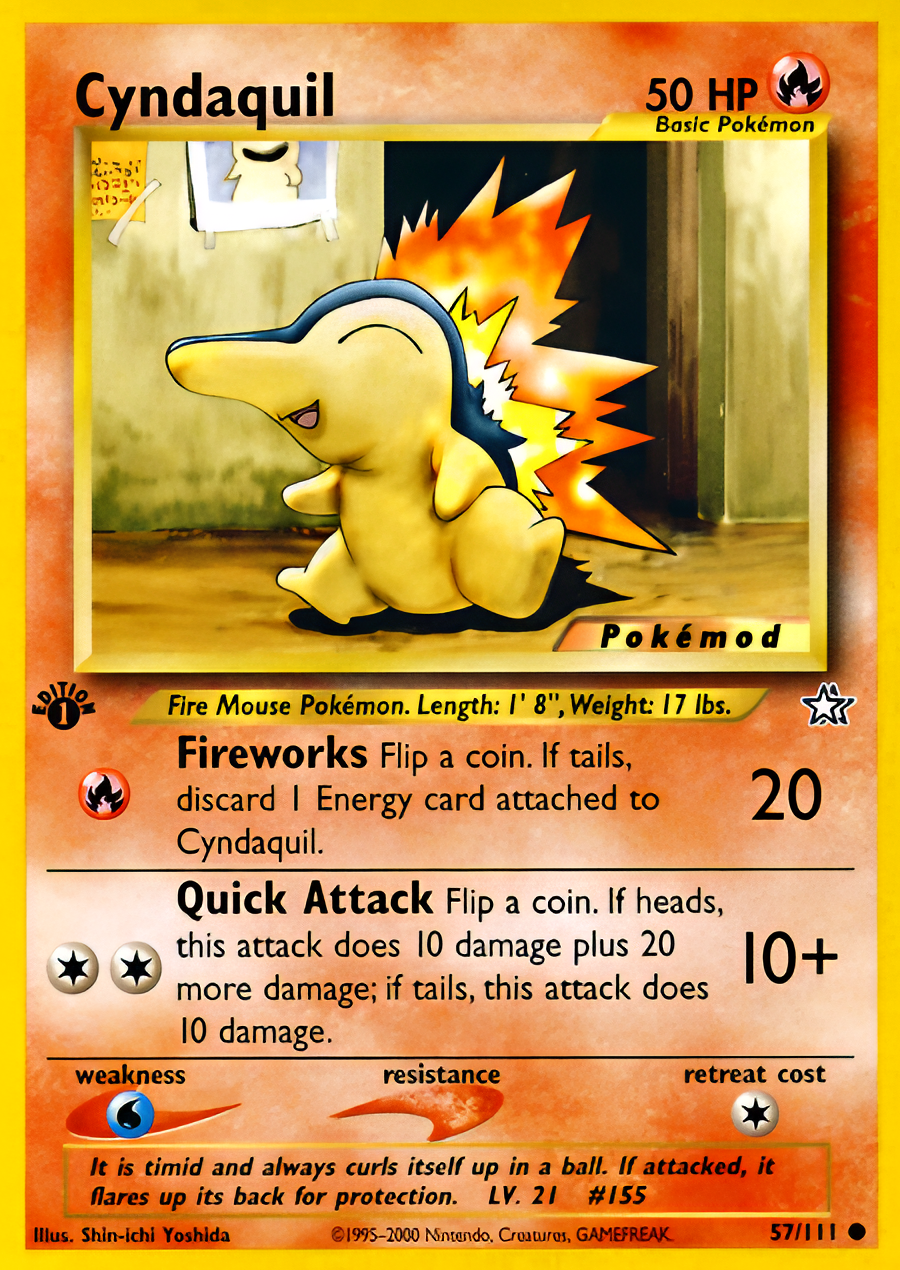 Cyndaquil
50 HP
Basic Pokémon
Pokémod
EDITION
1
Fire Mouse Pokémon. Length: 1' 8", Weight: 17 lbs.
Fireworks Flip a coin. If tails,
discard 1 Energy card attached to
Cyndaquil.
20
Quick Attack Flip a coin. If heads,
this attack does 10 damage plus 20
more damage; if tails, this attack does
10 damage.
10+
weakness
resistance
retreat cost
It is timid and always curls itself up in a ball. If attacked, it
flares up its back for protection. LV. 21 #155
Illus. Shin-ichi Yoshida
©1995-2000 Nintendo, Creatures, GAMEFREAK.
57/111